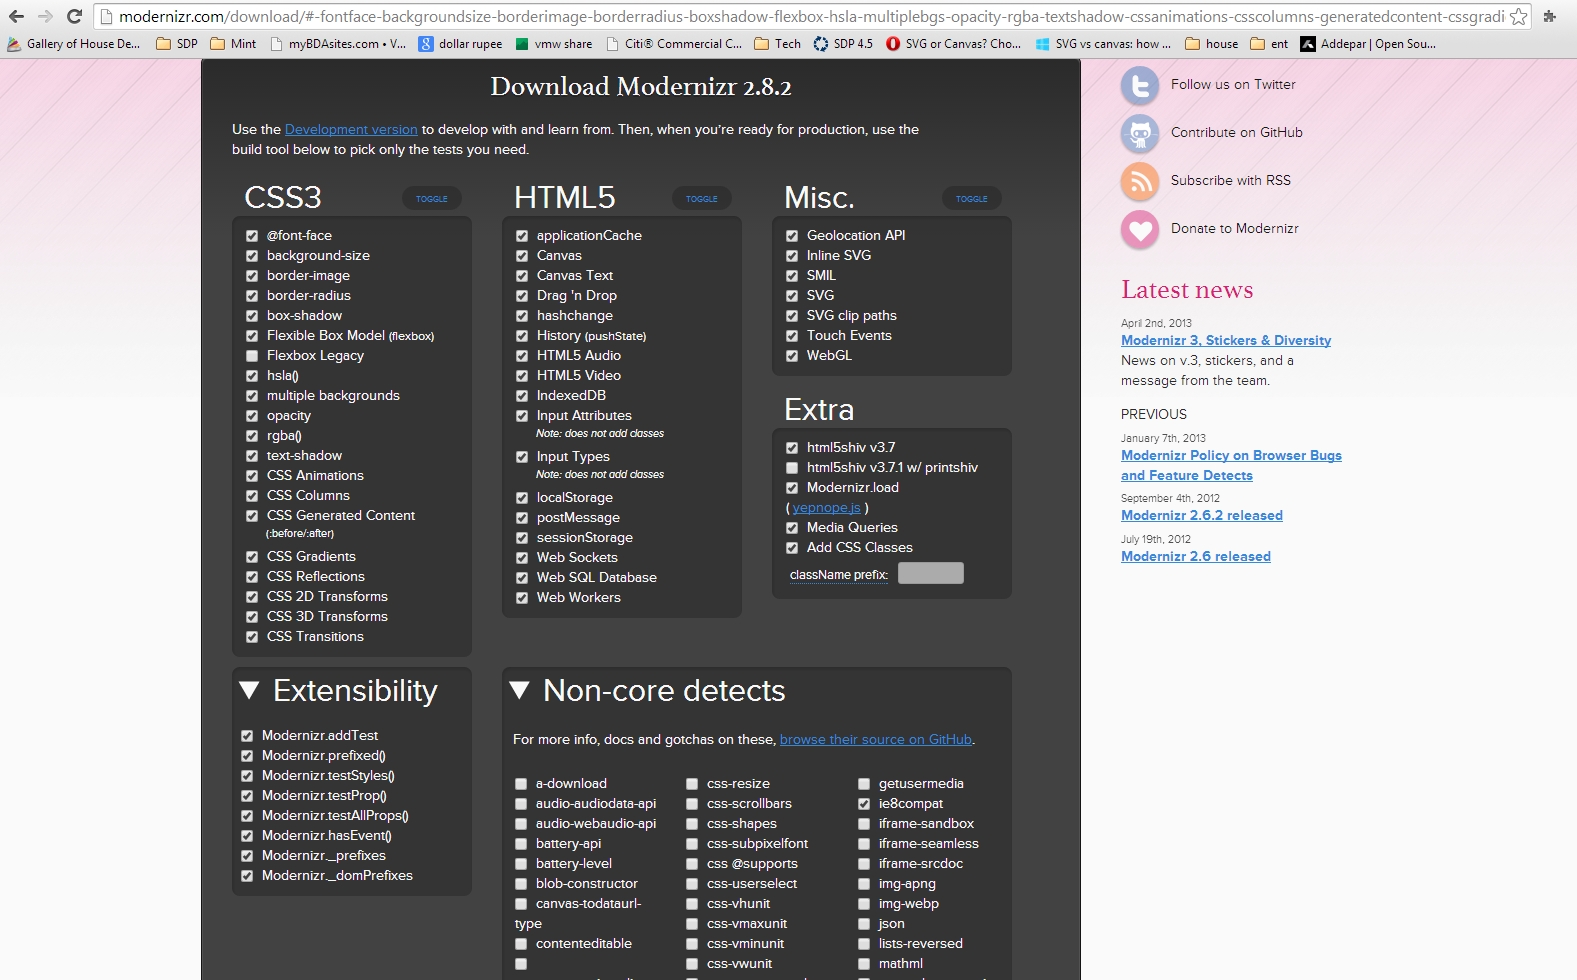 modernizr.com/download/#-fontface-backgroundsize-borderimage-borderradius-boxshadow-flexbox-hsla-multiplebgs-opacity-rgba-textshadow-cssanimations-csscolumns-generatedcontent-cssgradi
Gallery of House De...
SDP
Mint
myBDAsites.com • V...
dollar rupee
vmw share
Citi® Commercial C...
Tech
SDP 4.5
SVG or Canvas? Cho...
SVG vs canvas: how ...
house
ent
Addepar | Open Sou...
Download Modernizr 2.8.2
Use the Development version to develop with and learn from. Then, when you're ready for production, use the
build tool below to pick only the tests you need.
CSS3
TOGGLE
@font-face
background-size
border-image
border-radius
box-shadow
Flexible Box Model (flexbox)
Flexbox Legacy
hsla()
multiple backgrounds
opacity
rgba()
text-shadow
CSS Animations
CSS Columns
CSS Generated Content
(:before/:after)
CSS Gradients
CSS Reflections
CSS 2D Transforms
CSS 3D Transforms
CSS Transitions
HTML5
TOGGLE
applicationCache
Canvas
Canvas Text
Drag 'n Drop
hashchange
History (pushState)
HTML5 Audio
HTML5 Video
IndexedDB
Input Attributes
Note: does not add classes
Input Types
Note: does not add classes
localStorage
postMessage
sessionStorage
Web Sockets
Web SQL Database
Web Workers
Misc.
TOGGLE
Geolocation API
Inline SVG
SMIL
SVG
SVG clip paths
Touch Events
WebGL
Extra
html5shiv v3.7
html5shiv v3.7.1 w/ printshiv
Modernizr.load
( yepnope.js )
Media Queries
Add CSS Classes
className prefix:
Extensibility
Modernizr.addTest
Modernizr.prefixed()
Modernizr.testStyles()
Modernizr.testProp()
Modernizr.testAllProps()
Modernizr.hasEvent()
Modernizr._prefixes
Modernizr._domPrefixes
Non-core detects
For more info, docs and gotchas on these, browse their source on GitHub.
a-download
audio-audiodata-api
audio-webaudio-api
battery-api
battery-level
blob-constructor
canvas-todataurl-
type
contenteditable
css-resize
css-scrollbars
css-shapes
css-subpixelfont
css @supports
css-userselect
css-vhunit
css-vmaxunit
css-vminunit
css-vwunit
getusermedia
ie8compat
iframe-sandbox
iframe-seamless
iframe-srcdoc
img-apng
img-webp
json
lists-reversed
mathml
Follow us on Twitter
Contribute on GitHub
Subscribe with RSS
Donate to Modernizr
Latest news
April 2nd, 2013
Modernizr 3, Stickers & Diversity
News on v.3, stickers, and a
message from the team.
PREVIOUS
January 7th, 2013
Modernizr Policy on Browser Bugs
and Feature Detects
September 4th, 2012
Modernizr 2.6.2 released
July 19th, 2012
Modernizr 2.6 released